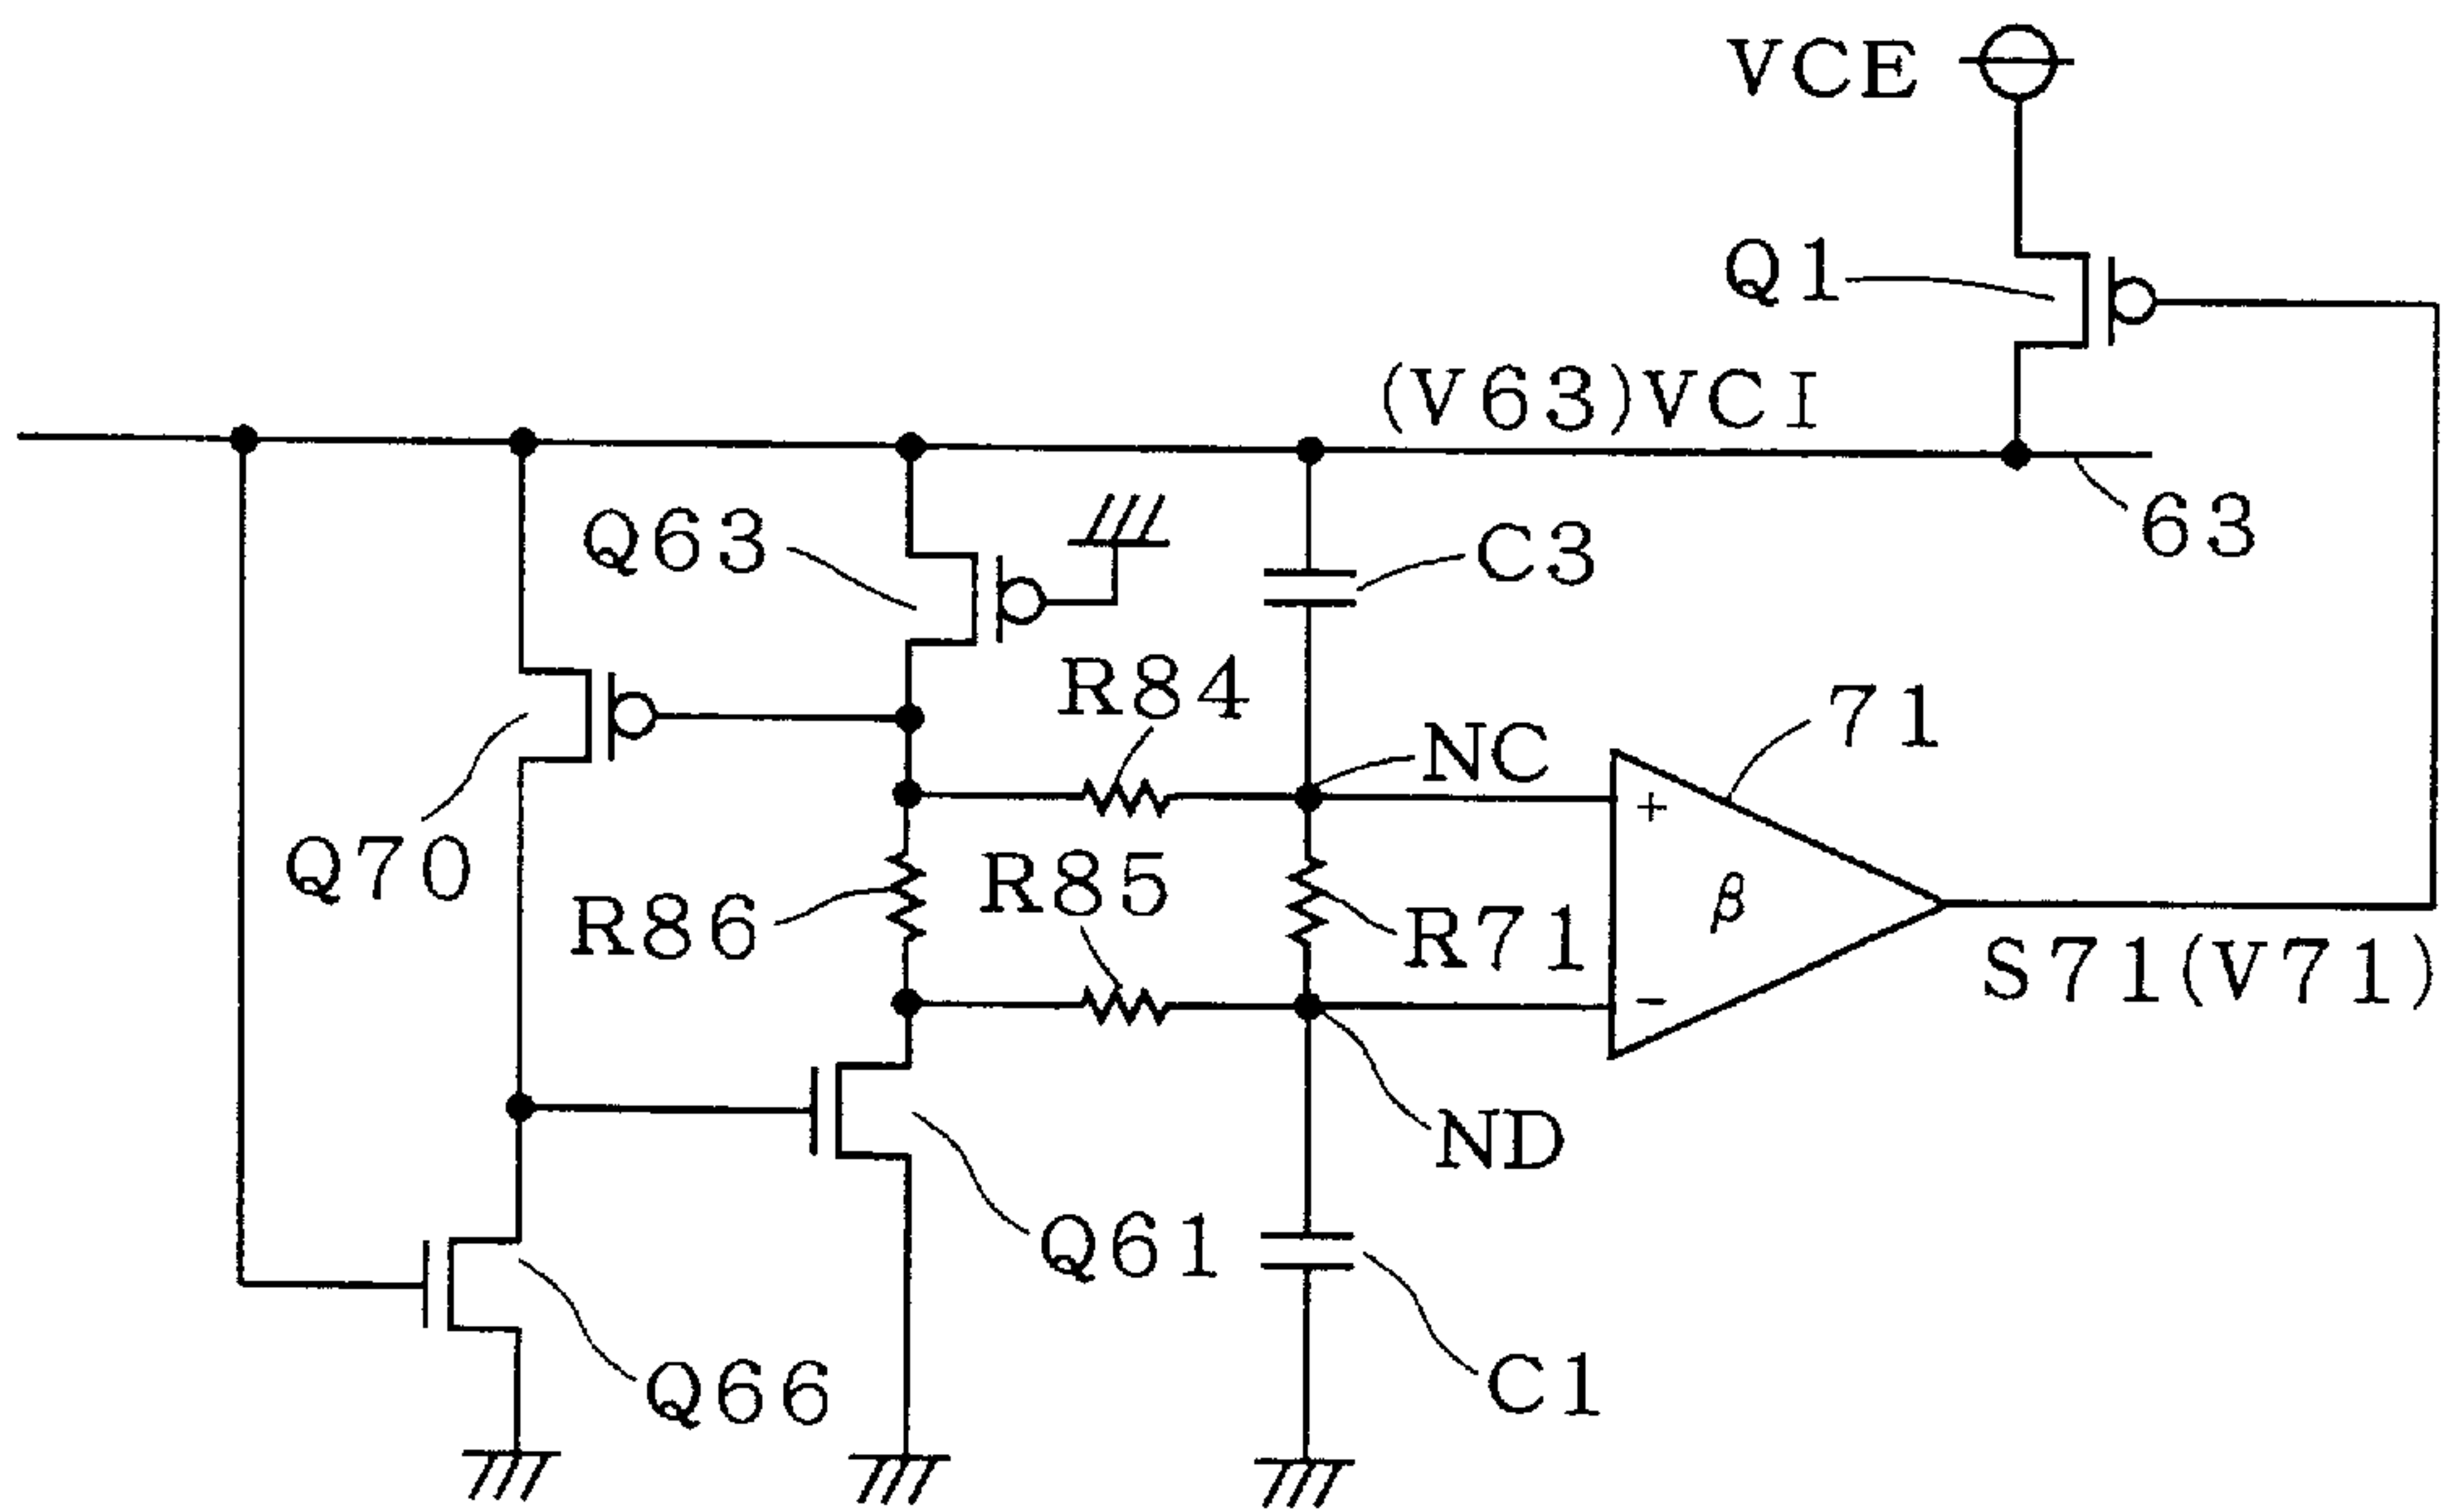 VCE
Q1
(V63)VCI
63
Q63
C3
R84
71
NC
+
Q70
R85
β
R86
R71
-
S71(V71)
ND
Q61
Q66
C1